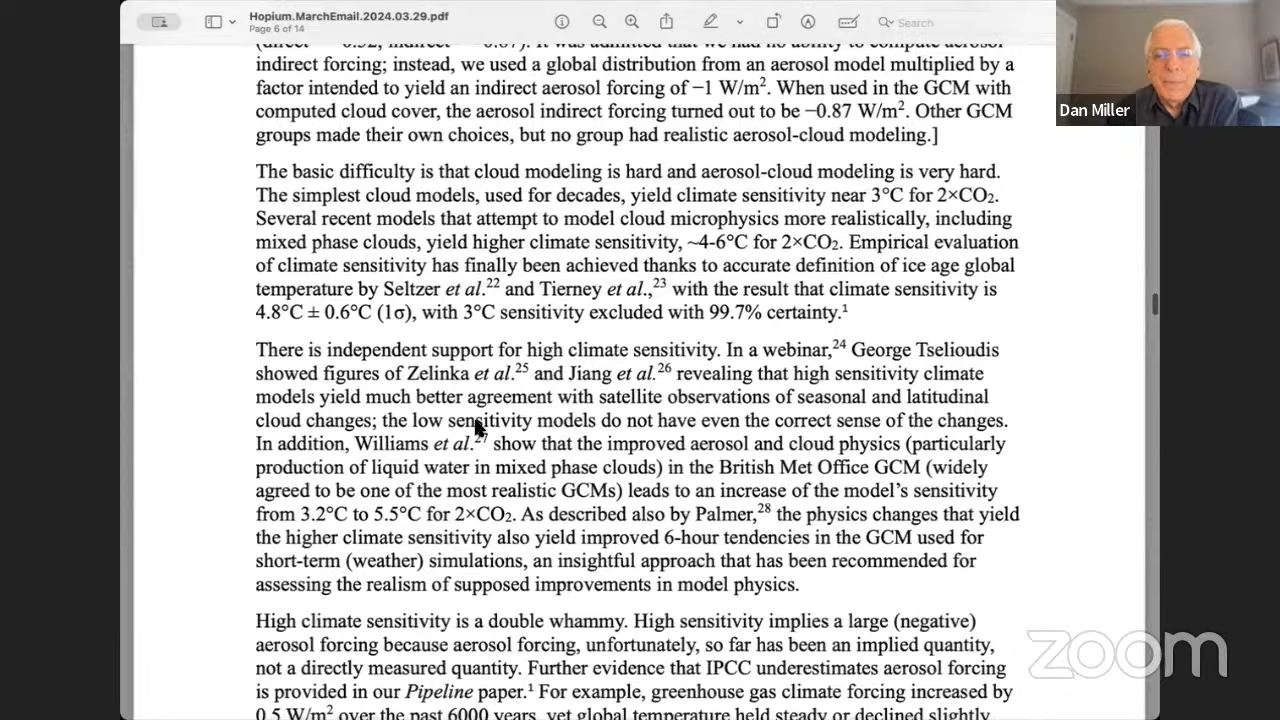 Hopium.MarchEmail.2024.03.29.pdf
Page 6 of 14
Search
Dan Miller
indirect forcing; instead, we used a global distribution from an aerosol model multiplied by a
factor intended to yield an indirect aerosol forcing of −1 W/m². When used in the GCM with
computed cloud cover, the aerosol indirect forcing turned out to be −0.87 W/m². Other GCM
groups made their own choices, but no group had realistic aerosol-cloud modeling.]
The basic difficulty is that cloud modeling is hard and aerosol-cloud modeling is very hard.
The simplest cloud models, used for decades, yield climate sensitivity near 3°C for 2×CO₂.
Several recent models that attempt to model cloud microphysics more realistically, including
mixed phase clouds, yield higher climate sensitivity, ~4-6°C for 2×CO₂. Empirical evaluation
of climate sensitivity has finally been achieved thanks to accurate definition of ice age global
temperature by Seltzer et al.²² and Tierney et al.,²³ with the result that climate sensitivity is
4.8°C ± 0.6°C (1σ), with 3°C sensitivity excluded with 99.7% certainty.¹
There is independent support for high climate sensitivity. In a webinar,²⁴ George Tselioudis
showed figures of Zelinka et al.²⁵ and Jiang et al.²⁶ revealing that high sensitivity climate
models yield much better agreement with satellite observations of seasonal and latitudinal
cloud changes; the low sensitivity models do not have even the correct sense of the changes.
In addition, Williams et al. show that the improved aerosol and cloud physics (particularly
production of liquid water in mixed phase clouds) in the British Met Office GCM (widely
agreed to be one of the most realistic GCMs) leads to an increase of the model’s sensitivity
from 3.2°C to 5.5°C for 2×CO₂. As described also by Palmer,²⁸ the physics changes that yield
the higher climate sensitivity also yield improved 6-hour tendencies in the GCM used for
short-term (weather) simulations, an insightful approach that has been recommended for
assessing the realism of supposed improvements in model physics.
High climate sensitivity is a double whammy. High sensitivity implies a large (negative)
aerosol forcing because aerosol forcing, unfortunately, so far has been an implied quantity,
not a directly measured quantity. Further evidence that IPCC underestimates aerosol forcing
is provided in our Pipeline paper.¹ For example, greenhouse gas climate forcing increased by
0.5 W/m² over the past 6000 years, yet global temperature held steady or declined slightly
zoom